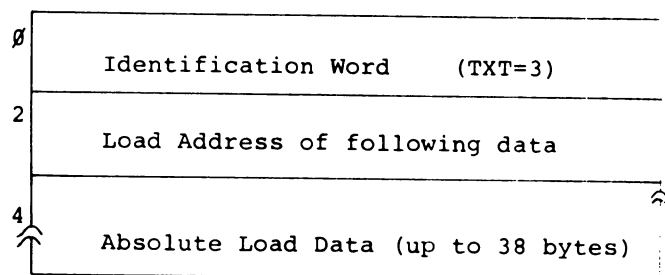 Ø
Identification Word (TXT=3)
2
Load Address of following data
4
Absolute Load Data (up to 38 bytes)